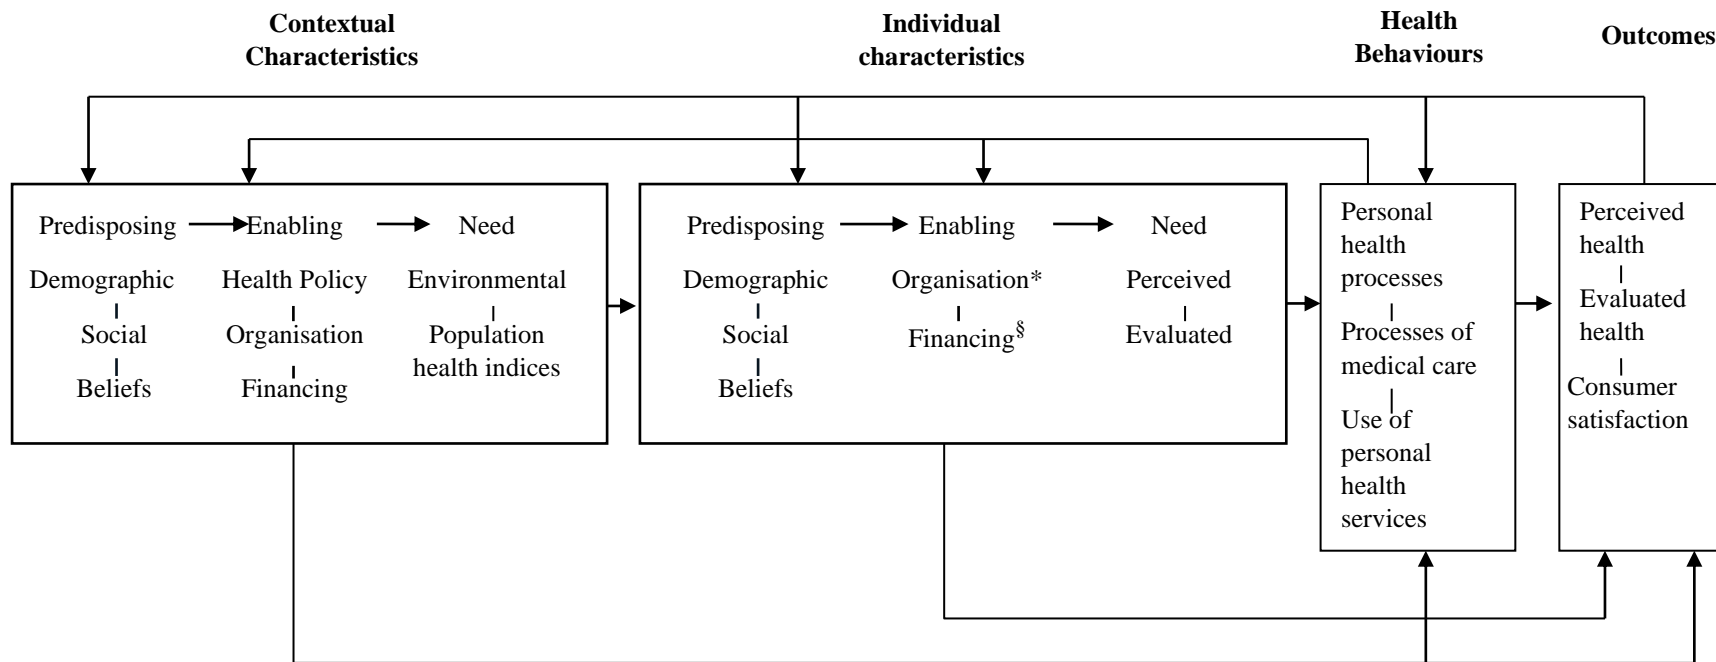 Contextual
Characteristics
Individual
characteristics
Health
Behaviours
Outcomes
Predisposing
Enabling
Need
Demographic
Social
Beliefs
Health Policy
Organisation
Financing
Environmental
Population
health indices
Predisposing
Enabling
Need
Demographic
Social
Beliefs
Organisation*
Financing§
Perceived
Evaluated
Personal
health
processes
Processes of
medical care
Use of
personal
health
services
Perceived
health
Evaluated
health
Consumer
satisfaction